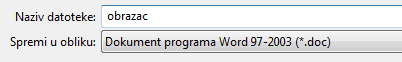 Naziv datoteke: obrazac
Spremi u obliku: Dokument programa Word 97-2003 (*.doc)